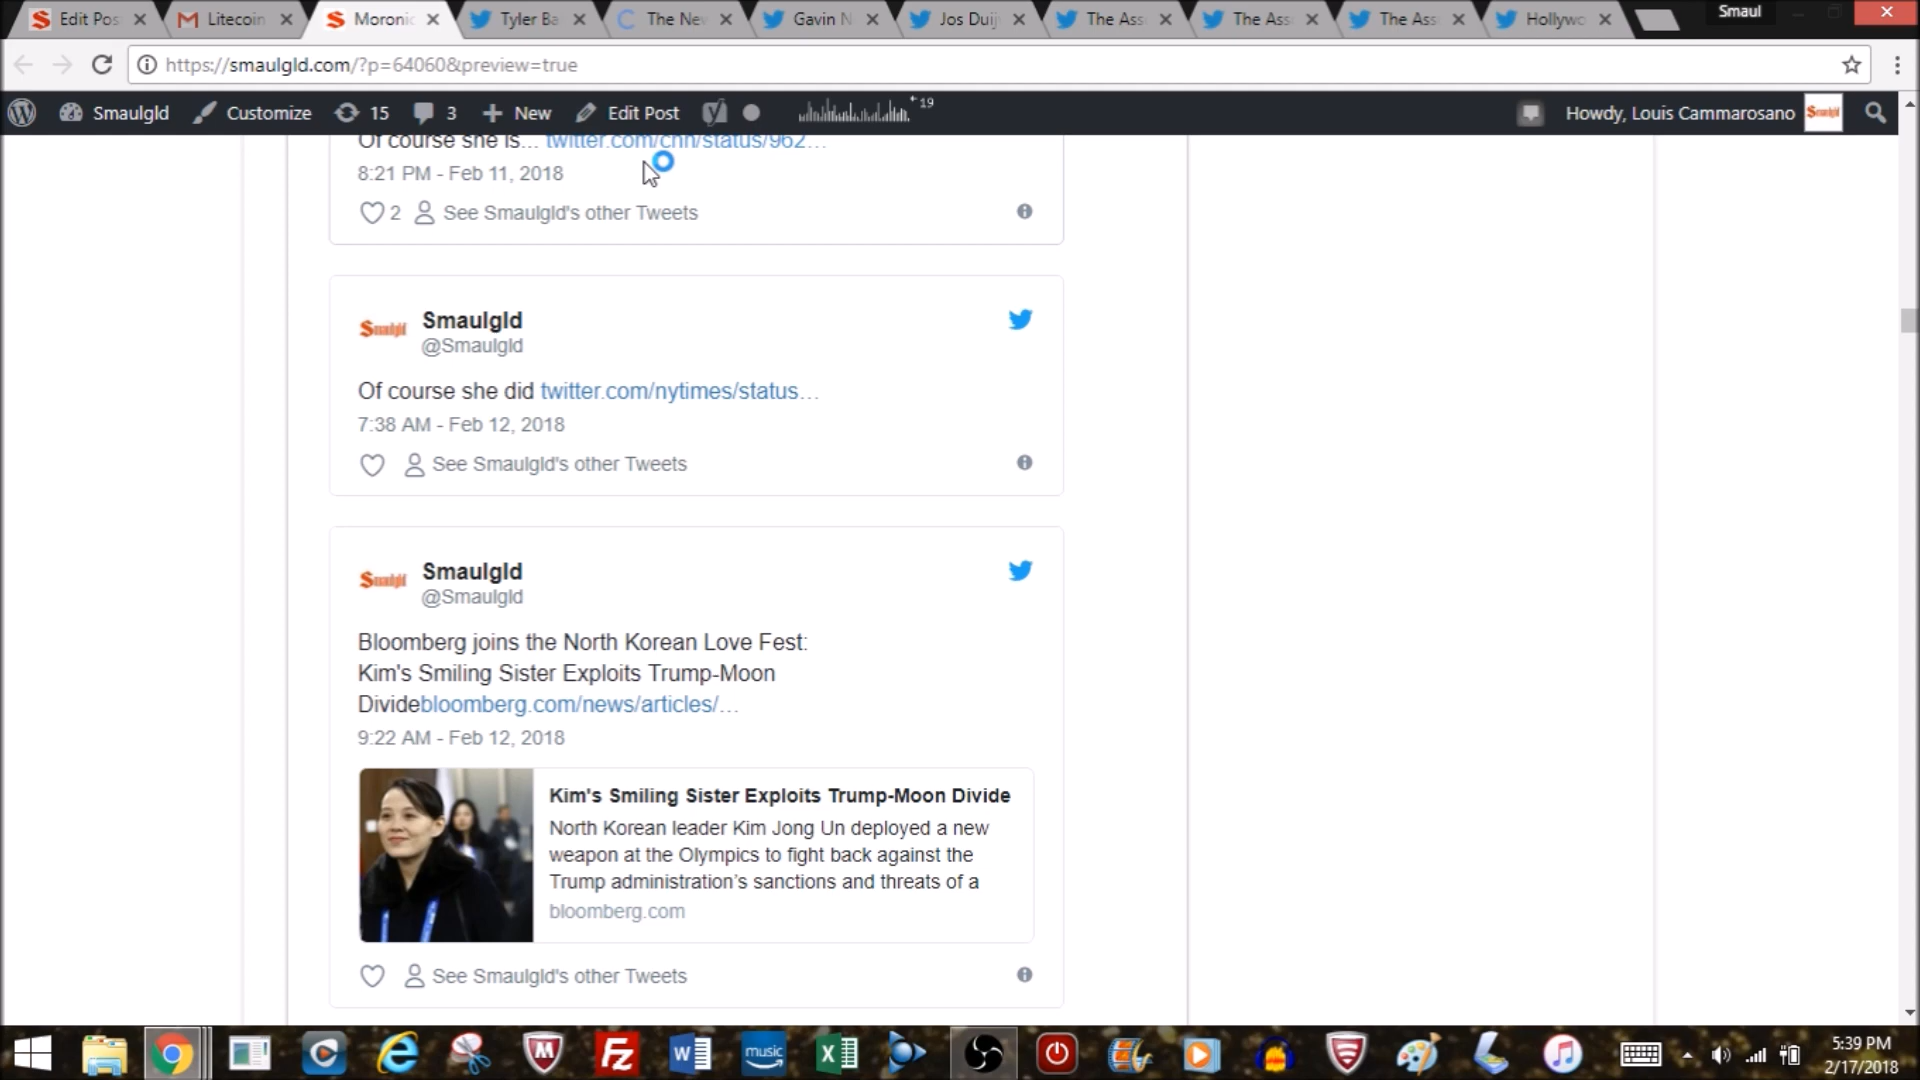 Edit Pos
Litecoin
Moronic
Tyler Ba
The Nev
Gavin N
Jos Duij
The Ass
The Ass
The Ass
Hollywo
Smaul
https://smaulgld.com/?p=64060&preview=true
Smaulgld
Customize
15
3
New
Edit Post
19
Howdy, Louis Cammarosano
Smaulgld
Of course she is... twitter.com/cnn/status/962…
8:21 PM - Feb 11, 2018
2 See Smaulgld's other Tweets
Smaulgld
Smaulgld
@Smaulgld
Of course she did twitter.com/nytimes/status…
7:38 AM - Feb 12, 2018
See Smaulgld's other Tweets
Smaulgld
Smaulgld
@Smaulgld
Bloomberg joins the North Korean Love Fest:
Kim's Smiling Sister Exploits Trump-Moon
Dividebloomberg.com/news/articles/…
9:22 AM - Feb 12, 2018
Kim's Smiling Sister Exploits Trump-Moon Divide
North Korean leader Kim Jong Un deployed a new
weapon at the Olympics to fight back against the
Trump administration's sanctions and threats of a
bloomberg.com
See Smaulgld's other Tweets
music
5:39 PM
2/17/2018